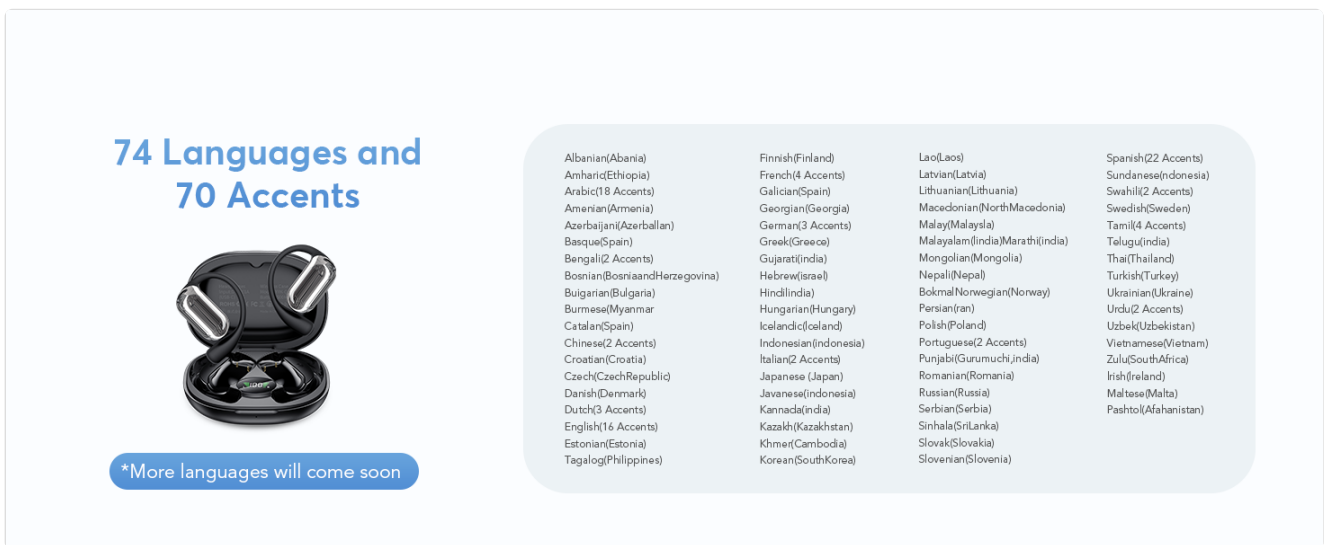 74 Languages and
70 Accents
*More languages will come soon
Albanian(Abania)
Amharic(Ethiopia)
Arabic(18 Accents)
Amenian(Armenia)
Azerbaijani(Azerballan)
Basque(Spain)
Bengali(2 Accents)
Bosnian(BosniaandHerzegovina)
Buigarian(Bulgaria)
Burmese(Myanmar
Catalan(Spain)
Chinese(2 Accents)
Croatian(Croatia)
Czech(CzechRepublic)
Danish(Denmark)
Dutch(3 Accents)
English(16 Accents)
Estonian(Estonia)
Tagalog(Philippines)
Finnish(Finland)
French(4 Accents)
Galician(Spain)
Georgian(Georgia)
German(3 Accents)
Greek(Greece)
Gujarati(india)
Hebrew(israel)
Hindilindia)
Hungarian(Hungary)
Icelandic(lceland)
Indonesian(indonesia)
ltalian(2 Accents)
Japanese (Japan)
Javanese(indonesia)
Kannada(india)
Kazakh(Kazakhstan)
Khmer(Cambodia)
Korean(SouthKorea)
Lao(Laos)
Latvian(Latvia)
Lithuanian(Lithuania)
Macedonian(NorthMacedonia)
Malay(Malaysla)
Malayalam(lindia)Marathi(india)
Mongolian(Mongolia)
Nepali(Nepal)
BokmalNorwegian(Norway)
Persian(ran)
Polish(Poland)
Portuguese(2 Accents)
Punjabi(Gurumuchi,india)
Romanian(Romania)
Russian(Russia)
Serbian(Serbia)
Sinhala(SriLanka)
Slovak(Slovakia)
Slovenian(Slovenia)
Spanish(22 Accents)
Sundanese(ndonesia)
Swahili(2 Accents)
Swedish(Sweden)
Tamil(4 Accents)
Telugu(india)
Thai(Thailand)
Turkish(Turkey)
Ukrainian(Ukraine)
Urdu(2 Accents)
Uzbek(Uzbekistan)
Vietnamese(Vietnam)
Zulu(SouthAfrica)
lrish(lreland)
Maltese(Malta)
Pashtol(Afahanistan)